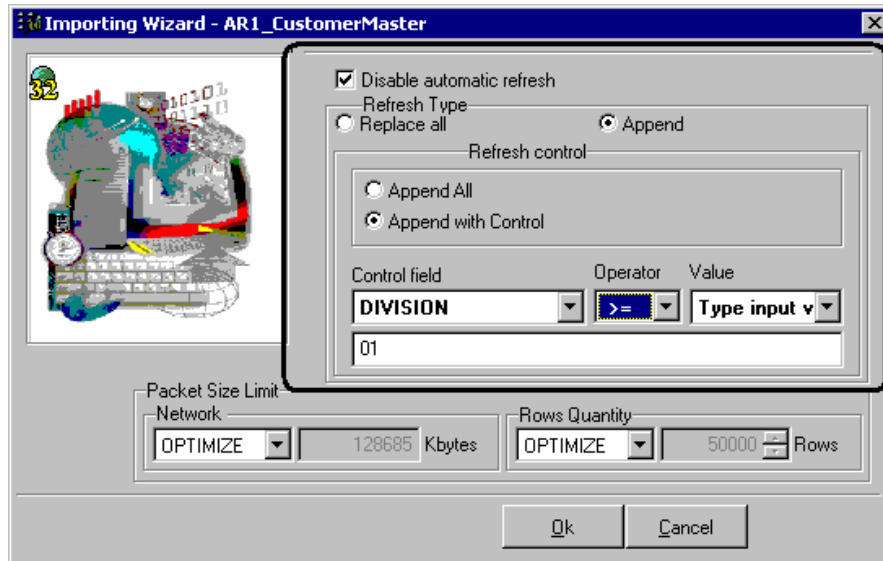 Importing Wizard - AR1_CustomerMaster
32
Disable automatic refresh
Refresh Type
Replace all Append
Refresh control
Append All
Append with Control
Control field Operator Value
DIVISION >= Type input v
01
Packet Size Limit
Network Rows Quantity
OPTIMIZE 128685 Kbytes OPTIMIZE 50000 Rows
Ok Cancel